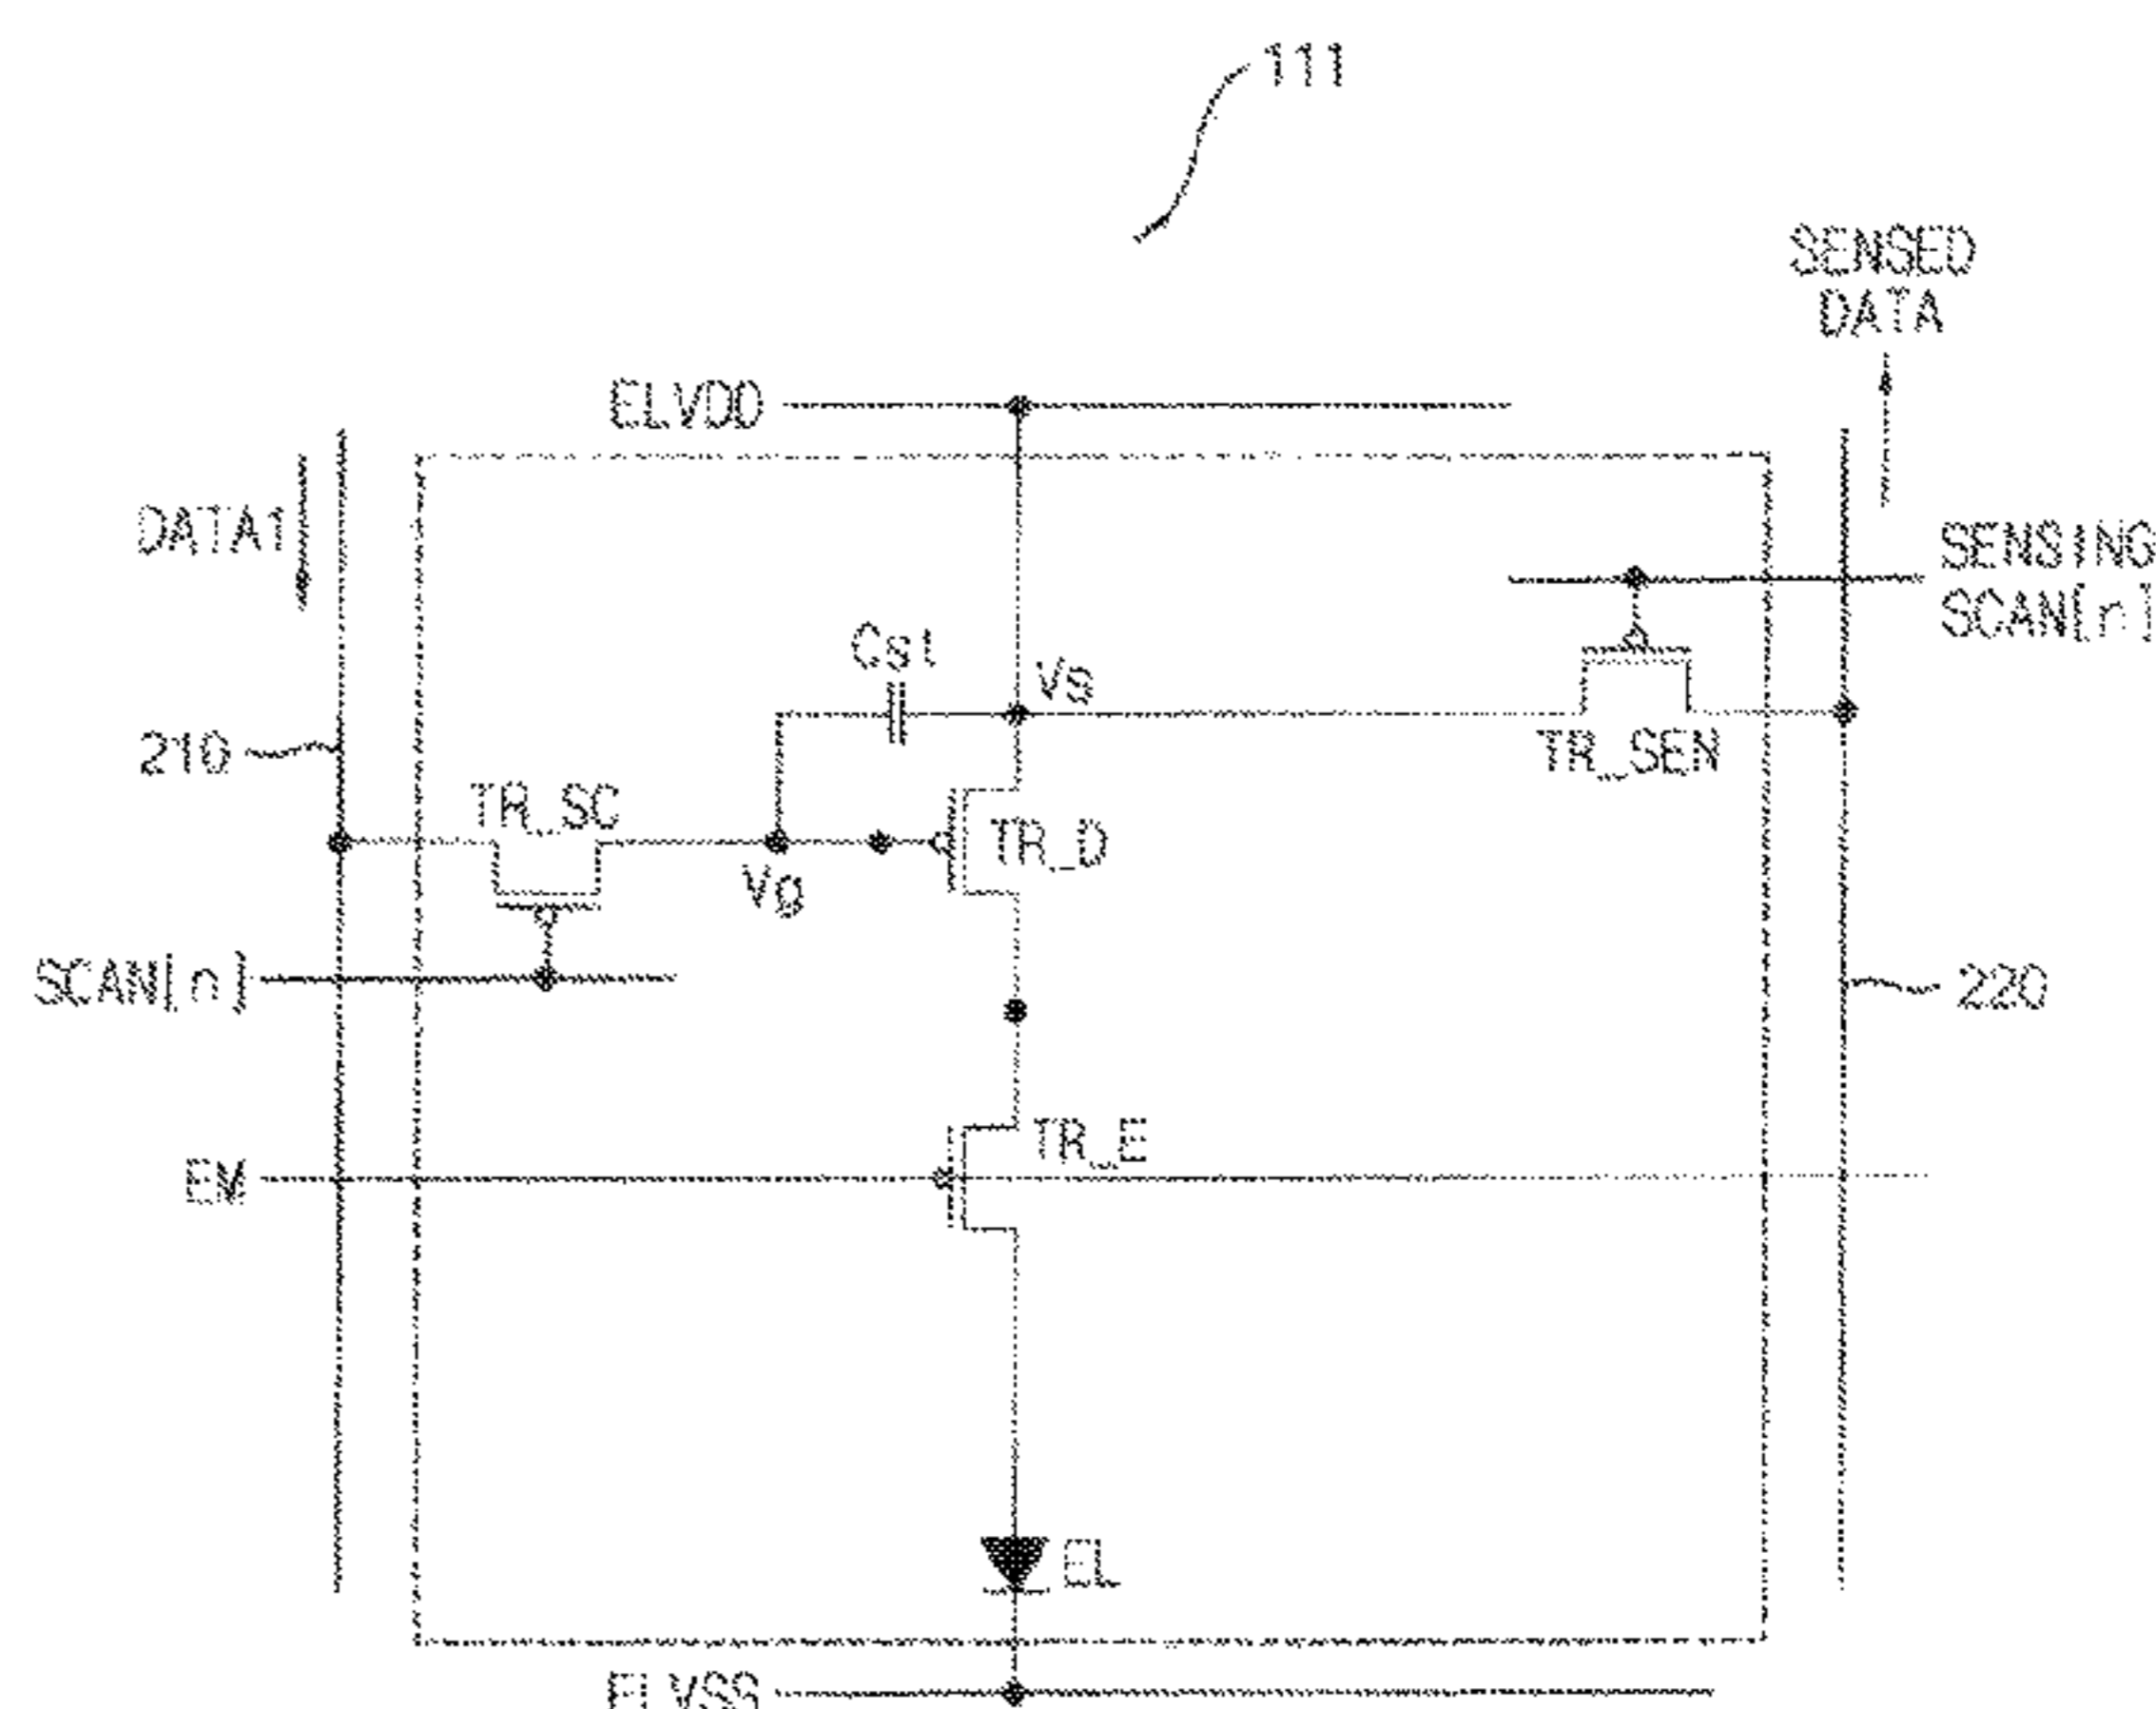 111
SENSED
DATA
ELVDD
DATA1
SENSING
SCAN[n]
Cst
Vs
210
TR_SEN
TR_SC
TR_D
Vg
SCAN[n]
220
TR_E
EM
EL
ELVSS